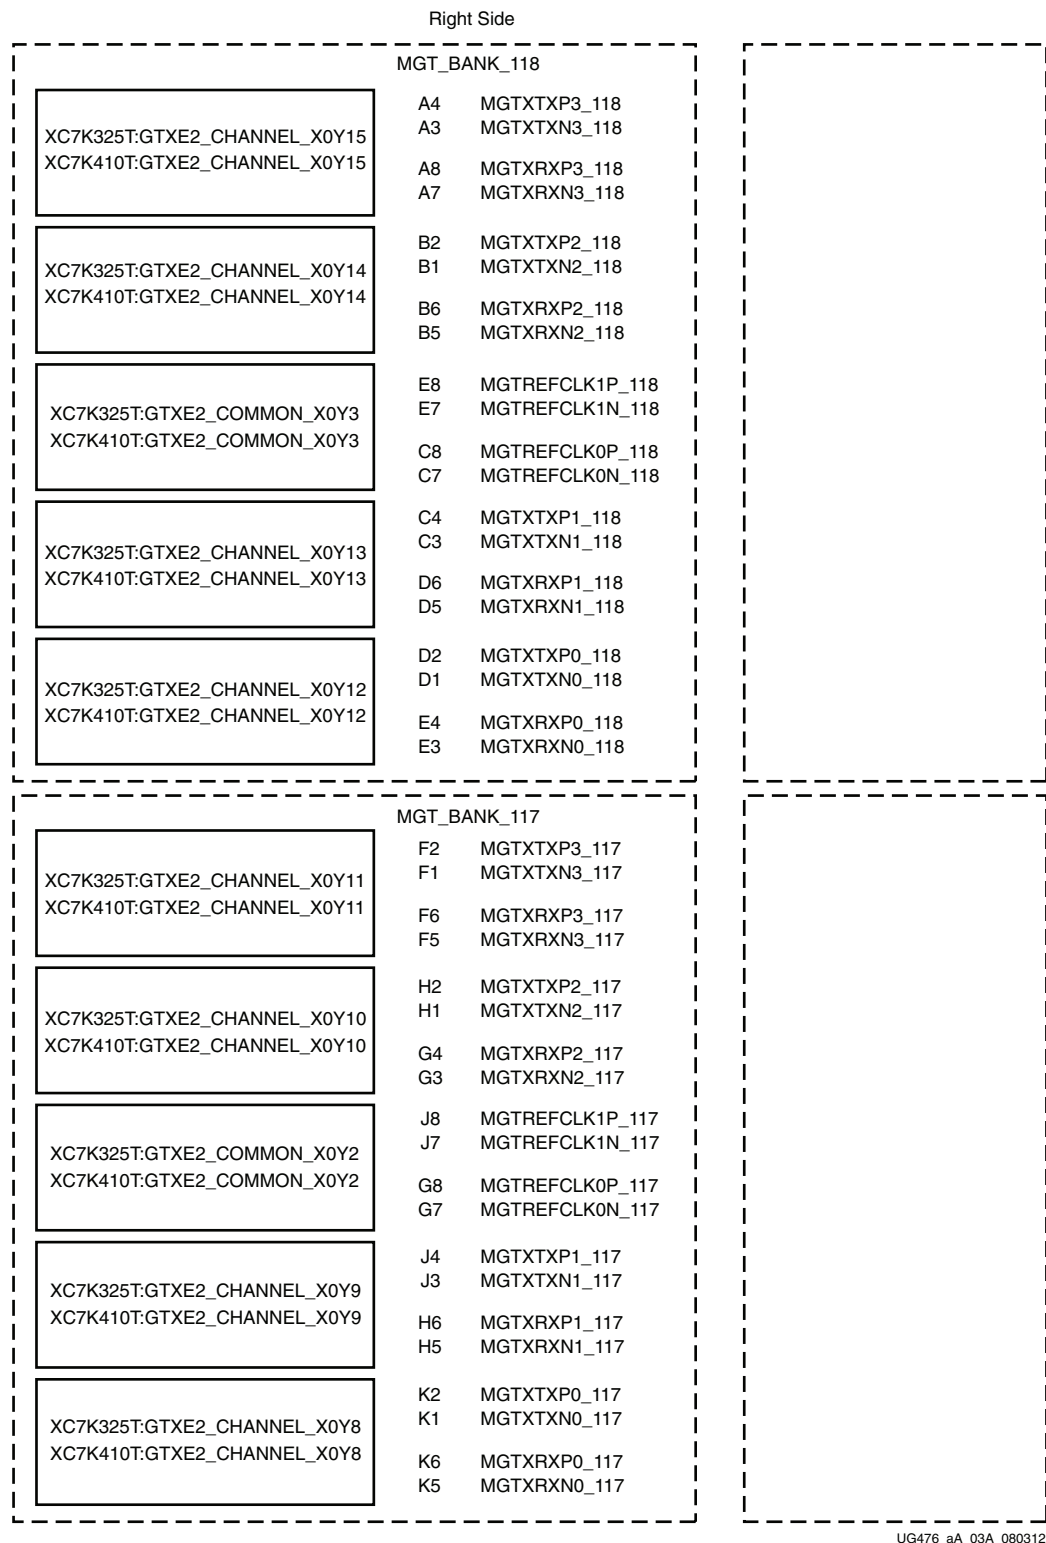 Right Side
MGT_BANK_118
XC7K325T:GTXE2_CHANNEL_X0Y15
XC7K410T:GTXE2_CHANNEL_X0Y15
A4 MGTXTXP3_118
A3 MGTXTXN3_118
A8 MGTXRXP3_118
A7 MGTXRXN3_118
XC7K325T:GTXE2_CHANNEL_X0Y14
XC7K410T:GTXE2_CHANNEL_X0Y14
B2 MGTXTXP2_118
B1 MGTXTXN2_118
B6 MGTXRXP2_118
B5 MGTXRXN2_118
XC7K325T:GTXE2_COMMON_X0Y3
XC7K410T:GTXE2_COMMON_X0Y3
E8 MGTREFCLK1P_118
E7 MGTREFCLK1N_118
C8 MGTREFCLK0P_118
C7 MGTREFCLK0N_118
XC7K325T:GTXE2_CHANNEL_X0Y13
XC7K410T:GTXE2_CHANNEL_X0Y13
C4 MGTXTXP1_118
C3 MGTXTXN1_118
D6 MGTXRXP1_118
D5 MGTXRXN1_118
XC7K325T:GTXE2_CHANNEL_X0Y12
XC7K410T:GTXE2_CHANNEL_X0Y12
D2 MGTXTXP0_118
D1 MGTXTXN0_118
E4 MGTXRXP0_118
E3 MGTXRXN0_118
MGT_BANK_117
XC7K325T:GTXE2_CHANNEL_X0Y11
XC7K410T:GTXE2_CHANNEL_X0Y11
F2 MGTXTXP3_117
F1 MGTXTXN3_117
F6 MGTXRXP3_117
F5 MGTXRXN3_117
XC7K325T:GTXE2_CHANNEL_X0Y10
XC7K410T:GTXE2_CHANNEL_X0Y10
H2 MGTXTXP2_117
H1 MGTXTXN2_117
G4 MGTXRXP2_117
G3 MGTXRXN2_117
XC7K325T:GTXE2_COMMON_X0Y2
XC7K410T:GTXE2_COMMON_X0Y2
J8 MGTREFCLK1P_117
J7 MGTREFCLK1N_117
G8 MGTREFCLK0P_117
G7 MGTREFCLK0N_117
XC7K325T:GTXE2_CHANNEL_X0Y9
XC7K410T:GTXE2_CHANNEL_X0Y9
J4 MGTXTXP1_117
J3 MGTXTXN1_117
H6 MGTXRXP1_117
H5 MGTXRXN1_117
XC7K325T:GTXE2_CHANNEL_X0Y8
XC7K410T:GTXE2_CHANNEL_X0Y8
K2 MGTXTXP0_117
K1 MGTXTXN0_117
K6 MGTXRXP0_117
K5 MGTXRXN0_117
UG476_aA_03A_080312